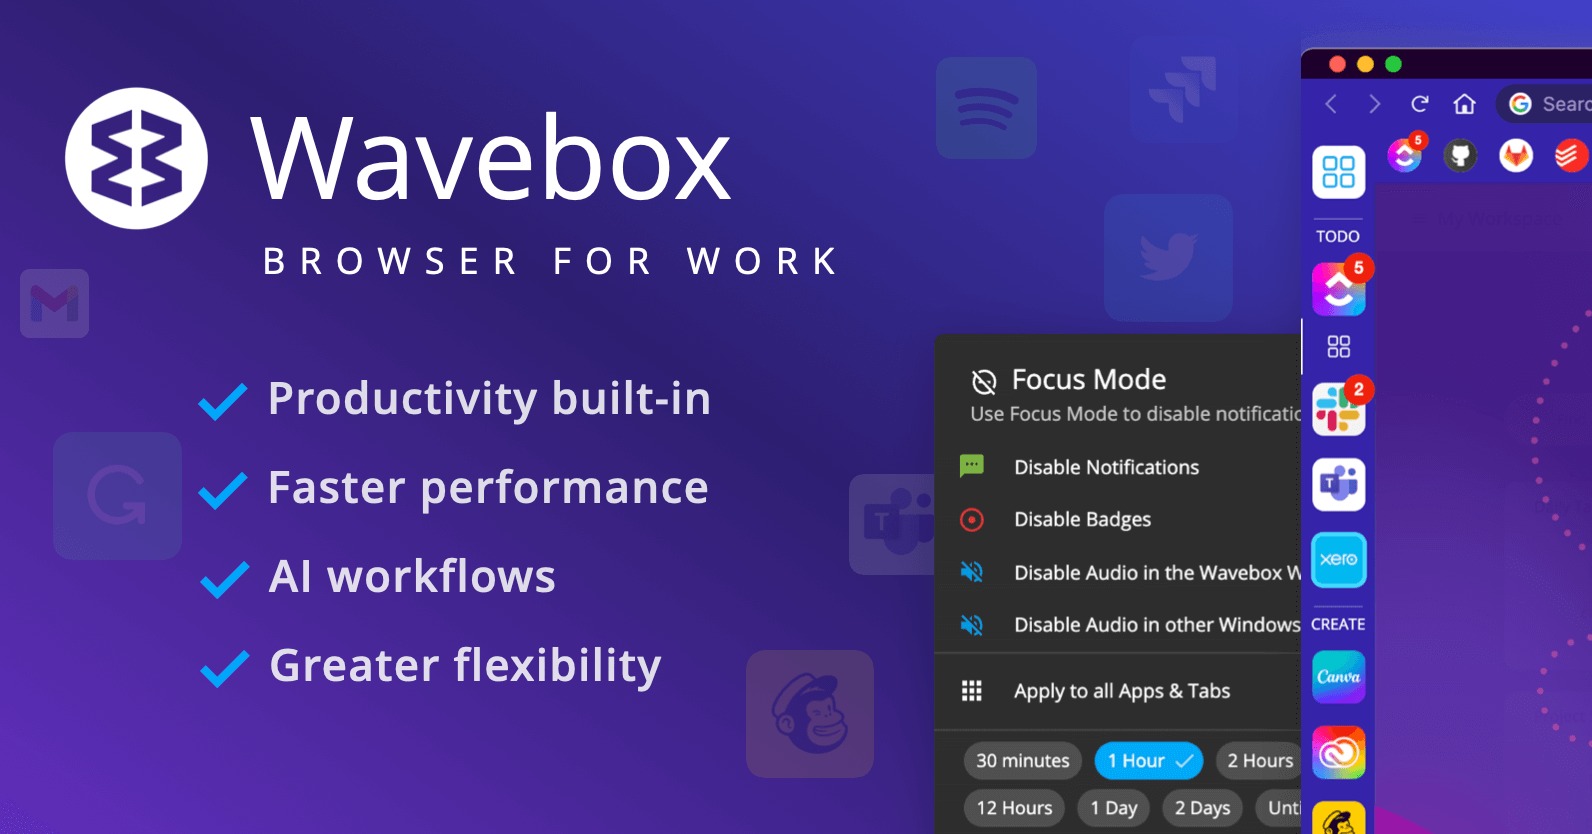 Wavebox
BROWSER FOR WORK
Productivity built-in
Faster performance
AI workflows
Greater flexibility
Focus Mode
Use Focus Mode to disable notificatio
Disable Notifications
Disable Badges
Disable Audio in the Wavebox W
Disable Audio in other Windows
Apply to all Apps & Tabs
30 minutes
1 Hour
2 Hours
12 Hours
1 Day
2 Days
Unti
Searc
5
My Workspace
TODO
5
2
T
T
xero
CREATE
Canva